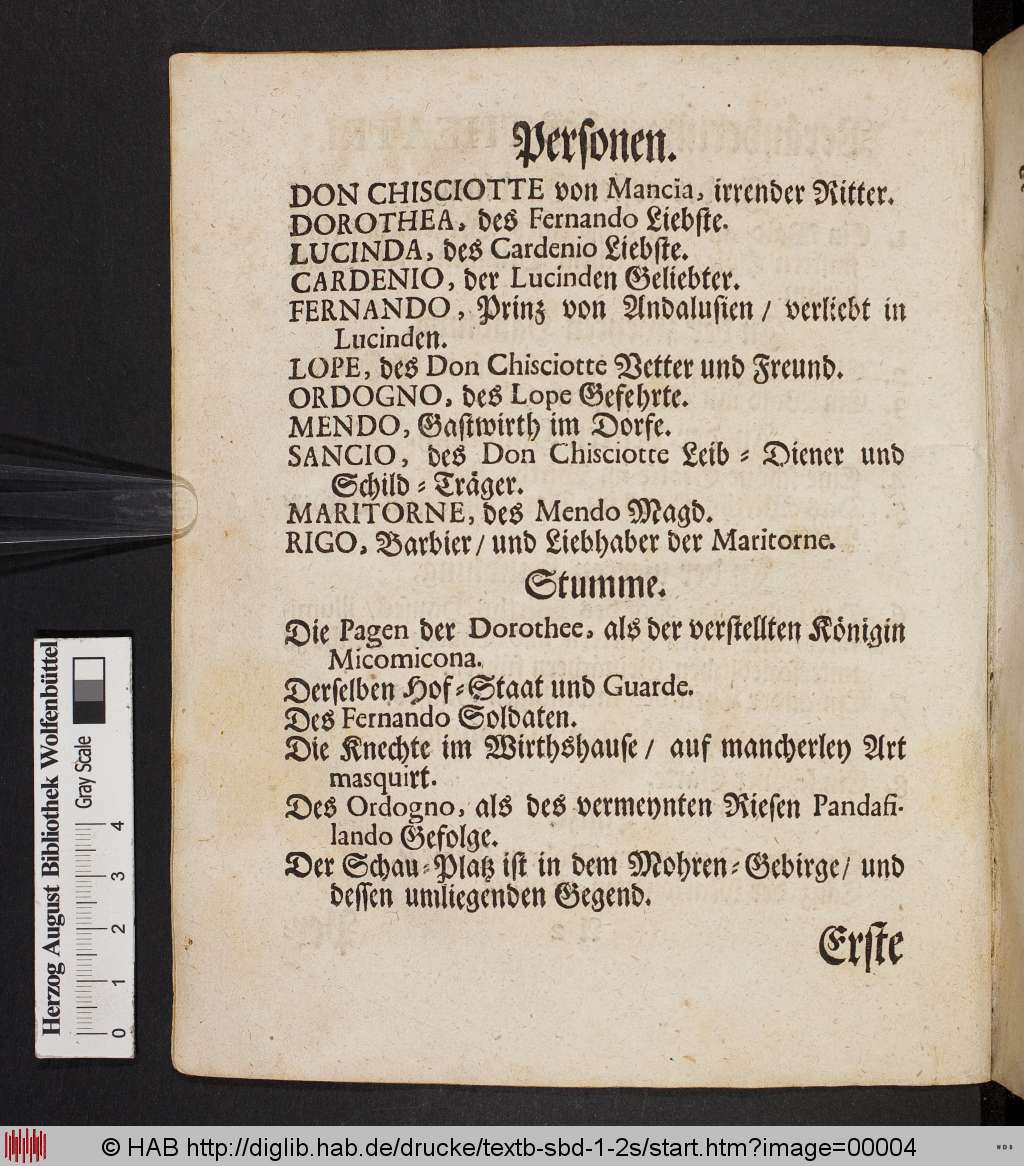 Personen.
DON CHISCIOTTE von Mancia, irrender Ritter.
DOROTHEA, des Fernando Liebste.
LUCINDA, des Cardenio Liebste.
CARDENIO, der Lucinden Geliebter.
FERNANDO, Prinz von Andalusien / verliebt in
Lucinden.
LOPE, des Don Chisciotte Vetter und Freund.
ORDOGNO, des Lope Gefehrte.
MENDO, Gastwirth im Dorfe.
SANCIO, des Don Chisciotte Leib = Diener und
Schild = Träger.
MARITORNE, des Mendo Magd.
RIGO, Barbier / und Liebhaber der Maritorne.
Stumme.
Die Pagen der Dorothee, als der verstellten Königin
Micomicona.
Derselben Hof=Staat und Guarde.
Des Fernando Soldaten.
Die Knechte im Wirthshause / auf mancherley Art
masquirt.
Des Ordogno, als des vermeynten Riesen Pandafi-
lando Gefolge.
Der Schau=Platz ist in dem Mohren=Gebirge / und
dessen umliegenden Gegend.
Erste
Herzog August Bibliothek Wolfenbüttel
Gray Scale
0 1 2 3 4
© HAB http://diglib.hab.de/drucke/textb-sbd-1-2s/start.htm?image=00004
WDB